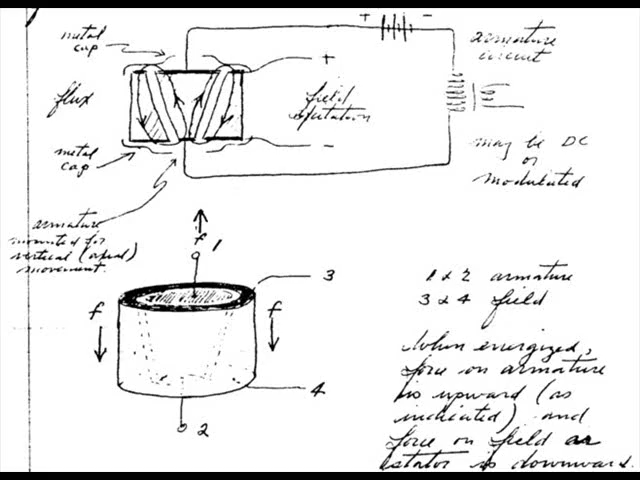 metal
cap
flux
metal
cap
+
-
field
excitation
+ -
armature
circuit
may be DC
or
modulated
armature
mounted for
vertical (axial)
movement.
f
1
3
f
f
4
2
1 & 2 armature
3 & 4 field
When energized,
force on armature
is upward (as
indicated) and
force on field or
stator is downward.